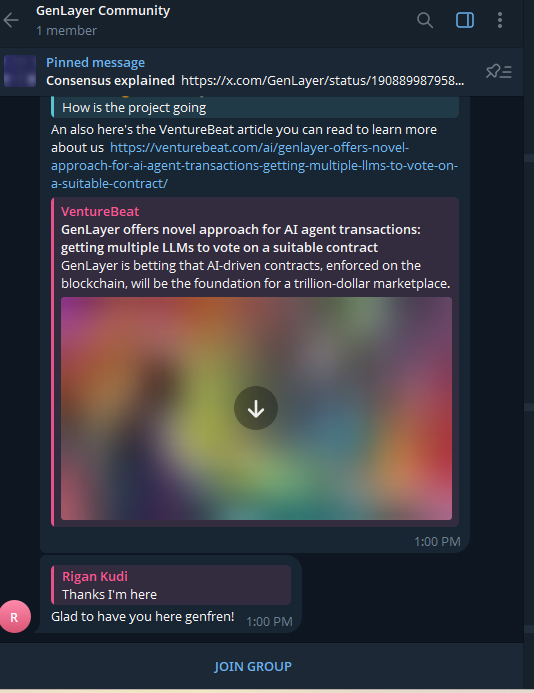 GenLayer Community
1 member
Pinned message
Consensus explained https://x.com/GenLayer/status/190889987958...
How is the project going
An also here's the VentureBeat article you can read to learn more
about us https://venturebeat.com/ai/genlayer-offers-novel-
approach-for-ai-agent-transactions-getting-multiple-llms-to-vote-on-
a-suitable-contract/
VentureBeat
GenLayer offers novel approach for AI agent transactions:
getting multiple LLMs to vote on a suitable contract
GenLayer is betting that AI-driven contracts, enforced on the
blockchain, will be the foundation for a trillion-dollar marketplace.
1:00 PM
Rigan Kudi
Thanks I'm here
R
Glad to have you here genfren! 1:00 PM
JOIN GROUP